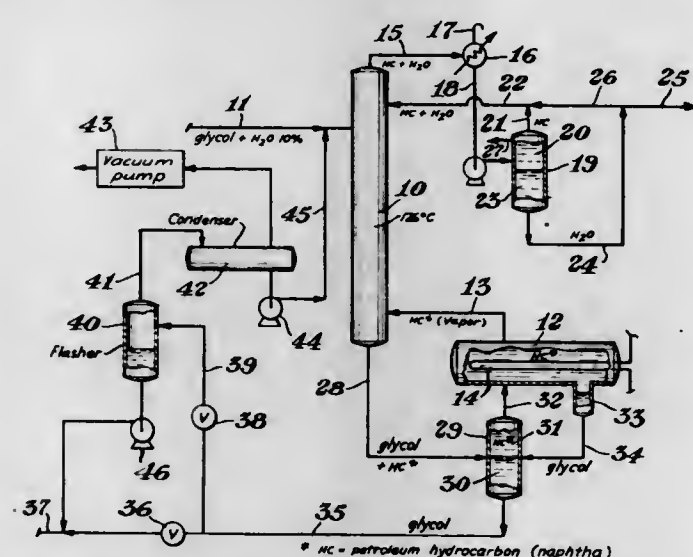 15
17
16
HC + H₂O
18
11
glycol + H₂O 10%
22
26
25
HC + H₂O
21
HC
20
27
19
23
H₂O
24
43
Vacuum pump
45
10
126°C
Condenser
42
41
44
40
Flasher
39
13
HC* (Vapor)
12
HC*
14
28
32
33
38
V
29
31
HC*
glycol + HC*
30
glycol
34
46
37
36
V
35
glycol
* HC = petroleum hydrocarbon (naphtha)